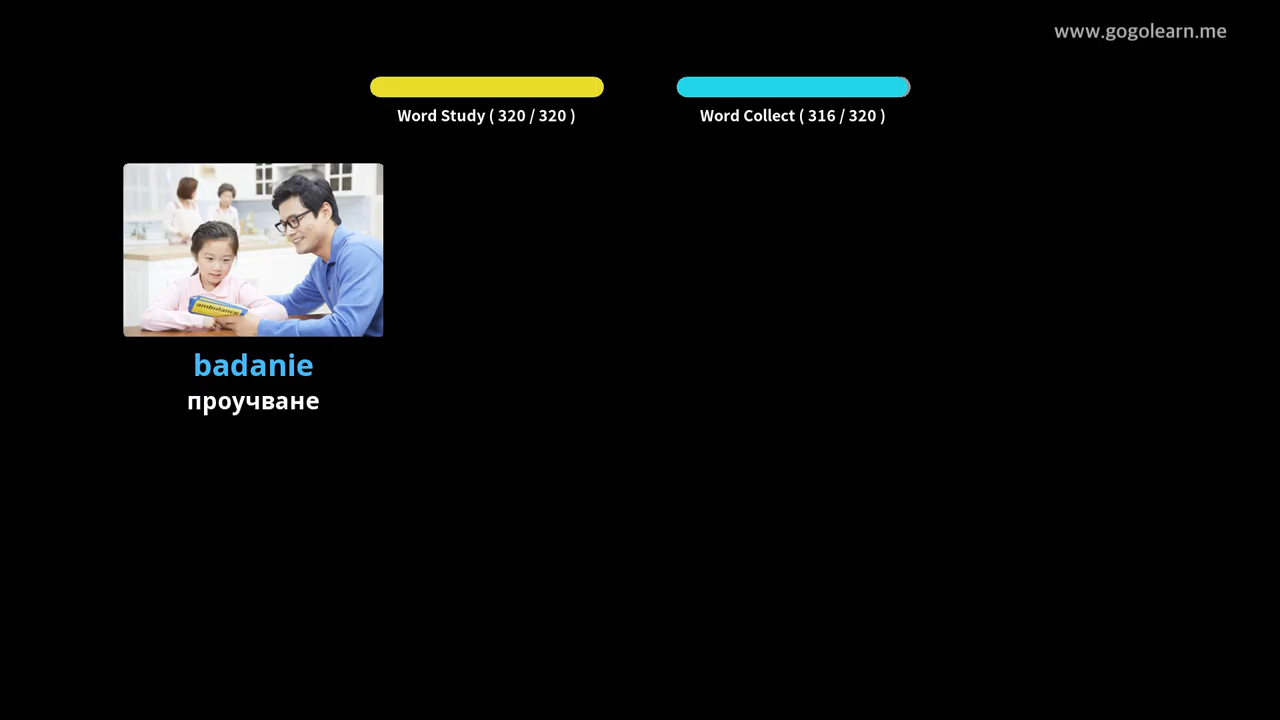 www.gogolearn.me
Word Study ( 320 / 320 )
Word Collect ( 316 / 320 )
ambulance
badanie
проучване